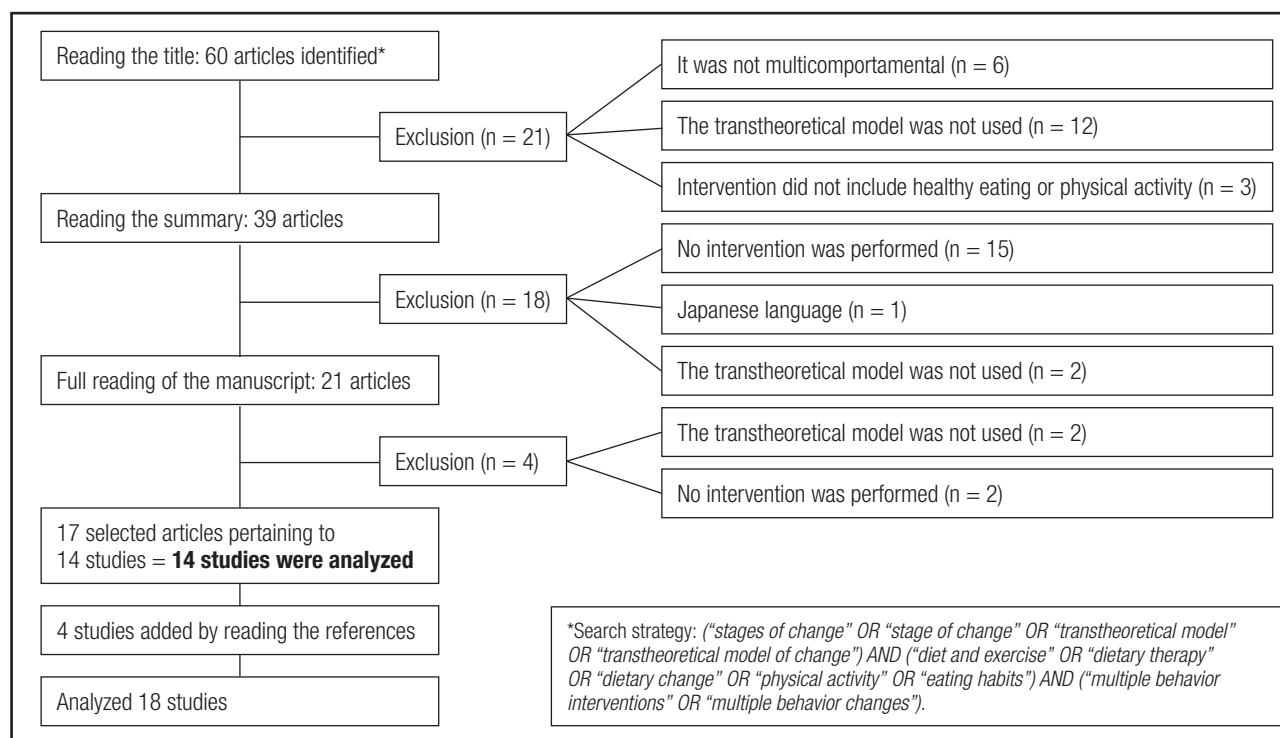 Reading the title: 60 articles identified*
Exclusion (n = 21)
It was not multicomportamental (n = 6)
The transtheoretical model was not used (n = 12)
Intervention did not include healthy eating or physical activity (n = 3)
Reading the summary: 39 articles
Exclusion (n = 18)
No intervention was performed (n = 15)
Japanese language (n = 1)
The transtheoretical model was not used (n = 2)
Full reading of the manuscript: 21 articles
Exclusion (n = 4)
The transtheoretical model was not used (n = 2)
No intervention was performed (n = 2)
17 selected articles pertaining to
14 studies = 14 studies were analyzed
4 studies added by reading the references
Analyzed 18 studies
*Search strategy: (“stages of change” OR “stage of change” OR “transtheoretical model”
OR “transtheoretical model of change”) AND (“diet and exercise” OR “dietary therapy”
OR “dietary change” OR “physical activity” OR “eating habits”) AND (“multiple behavior
interventions” OR “multiple behavior changes”).